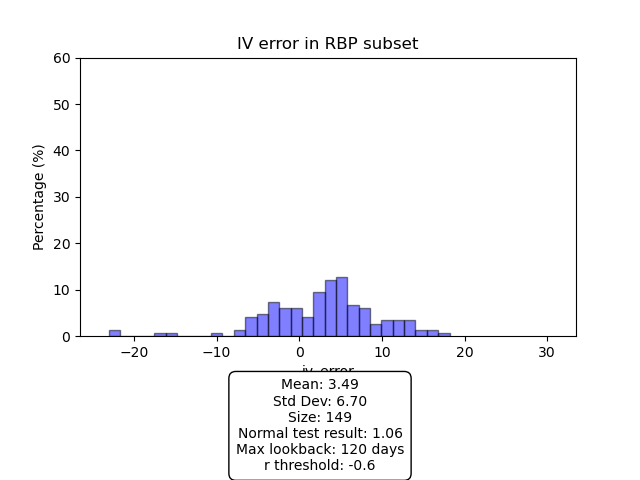 IV error in RBP subset
Percentage (%)
60
50
40
30
20
10
0
−20
−10
0
10
20
30
iv_error
Mean: 3.49
Std Dev: 6.70
Size: 149
Normal test result: 1.06
Max lookback: 120 days
r threshold: -0.6